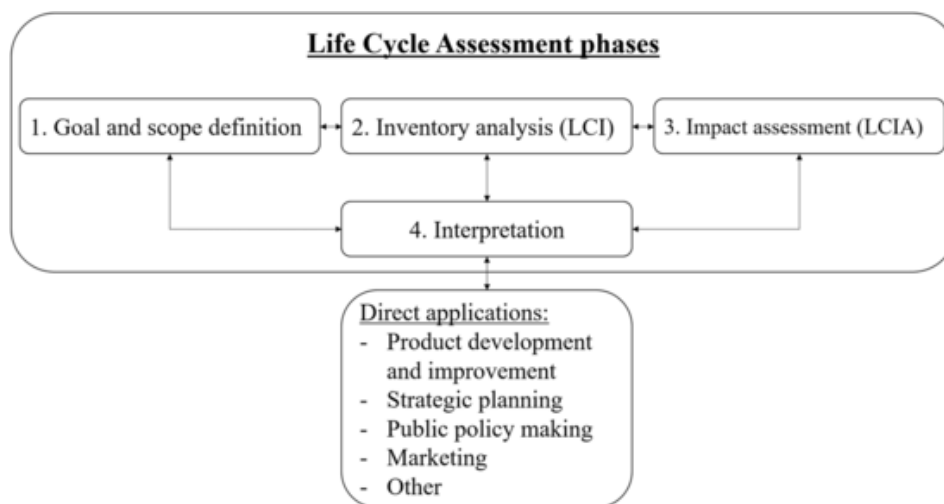 Life Cycle Assessment phases
1. Goal and scope definition
2. Inventory analysis (LCI)
3. Impact assessment (LCIA)
4. Interpretation
Direct applications:
- Product development
and improvement
- Strategic planning
- Public policy making
- Marketing
- Other